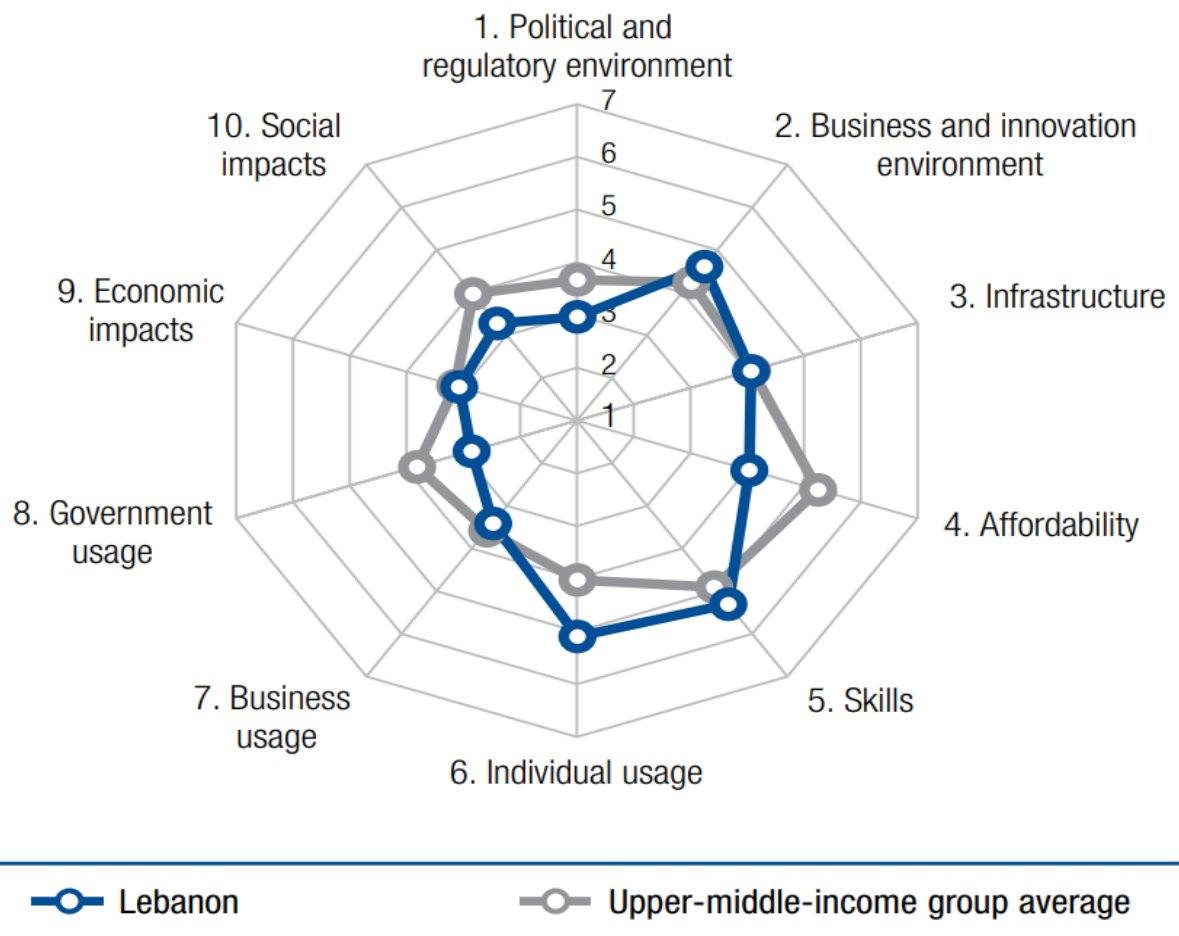 1. Political and
regulatory environment
7
10. Social
impacts
2. Business and innovation
environment
6
5
4
9. Economic
impacts
3. Infrastructure
3
2
1
8. Government
usage
4. Affordability
7. Business
usage
5. Skills
6. Individual usage
Lebanon
Upper-middle-income group average